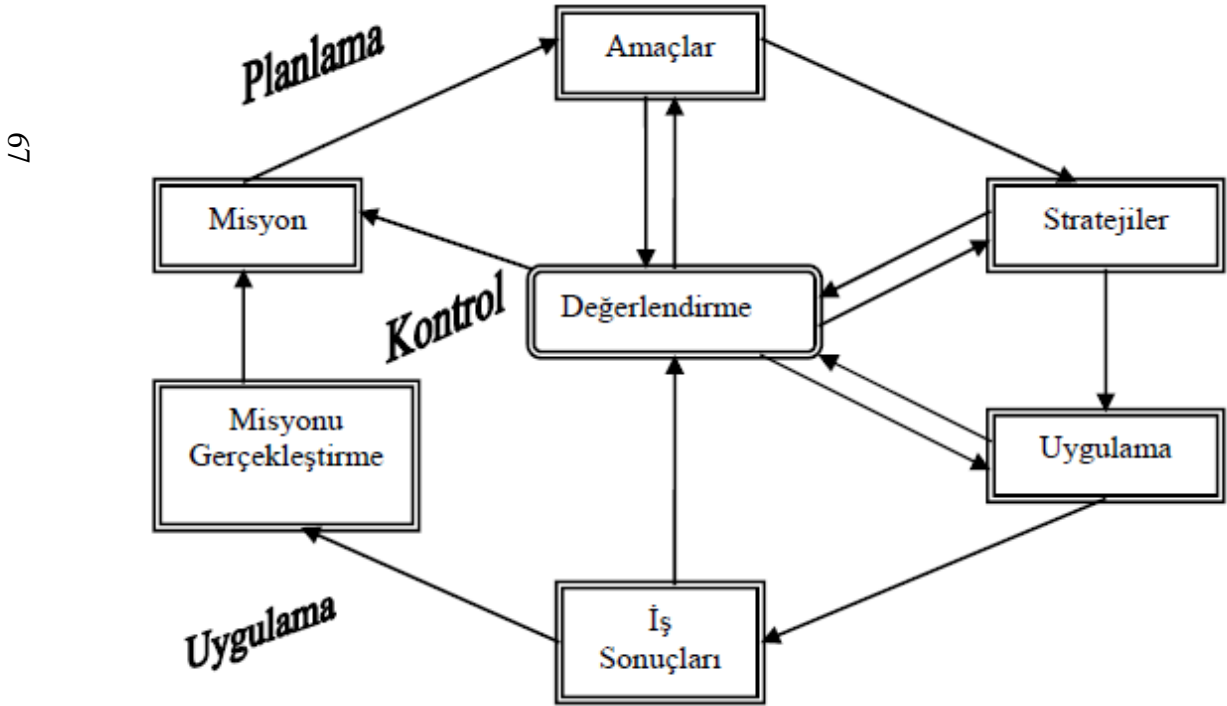 Planlama
Amaçlar
67
Misyon
Stratejiler
Değerlendirme
Kontrol
Misyonu
Gerçekleştirme
Uygulama
Uygulama
İş
Sonuçları